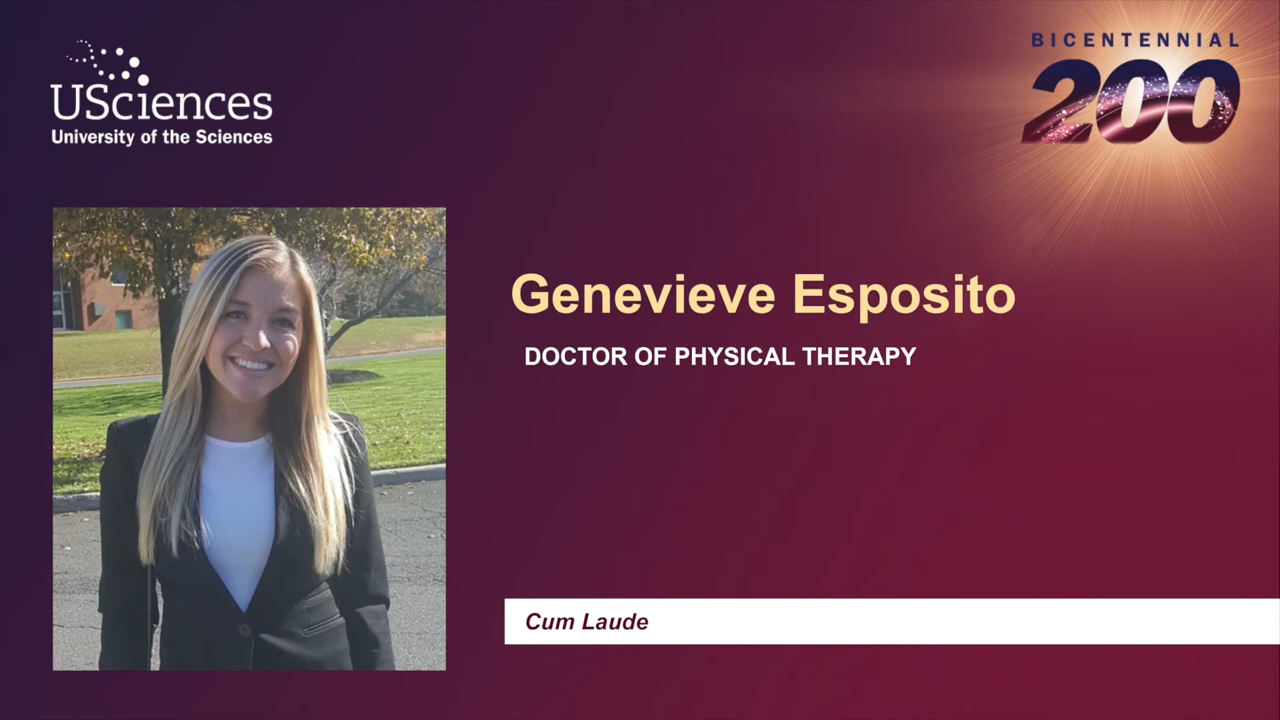 USciences
University of the Sciences
BICENTENNIAL
200
Genevieve Esposito
DOCTOR OF PHYSICAL THERAPY
Cum Laude